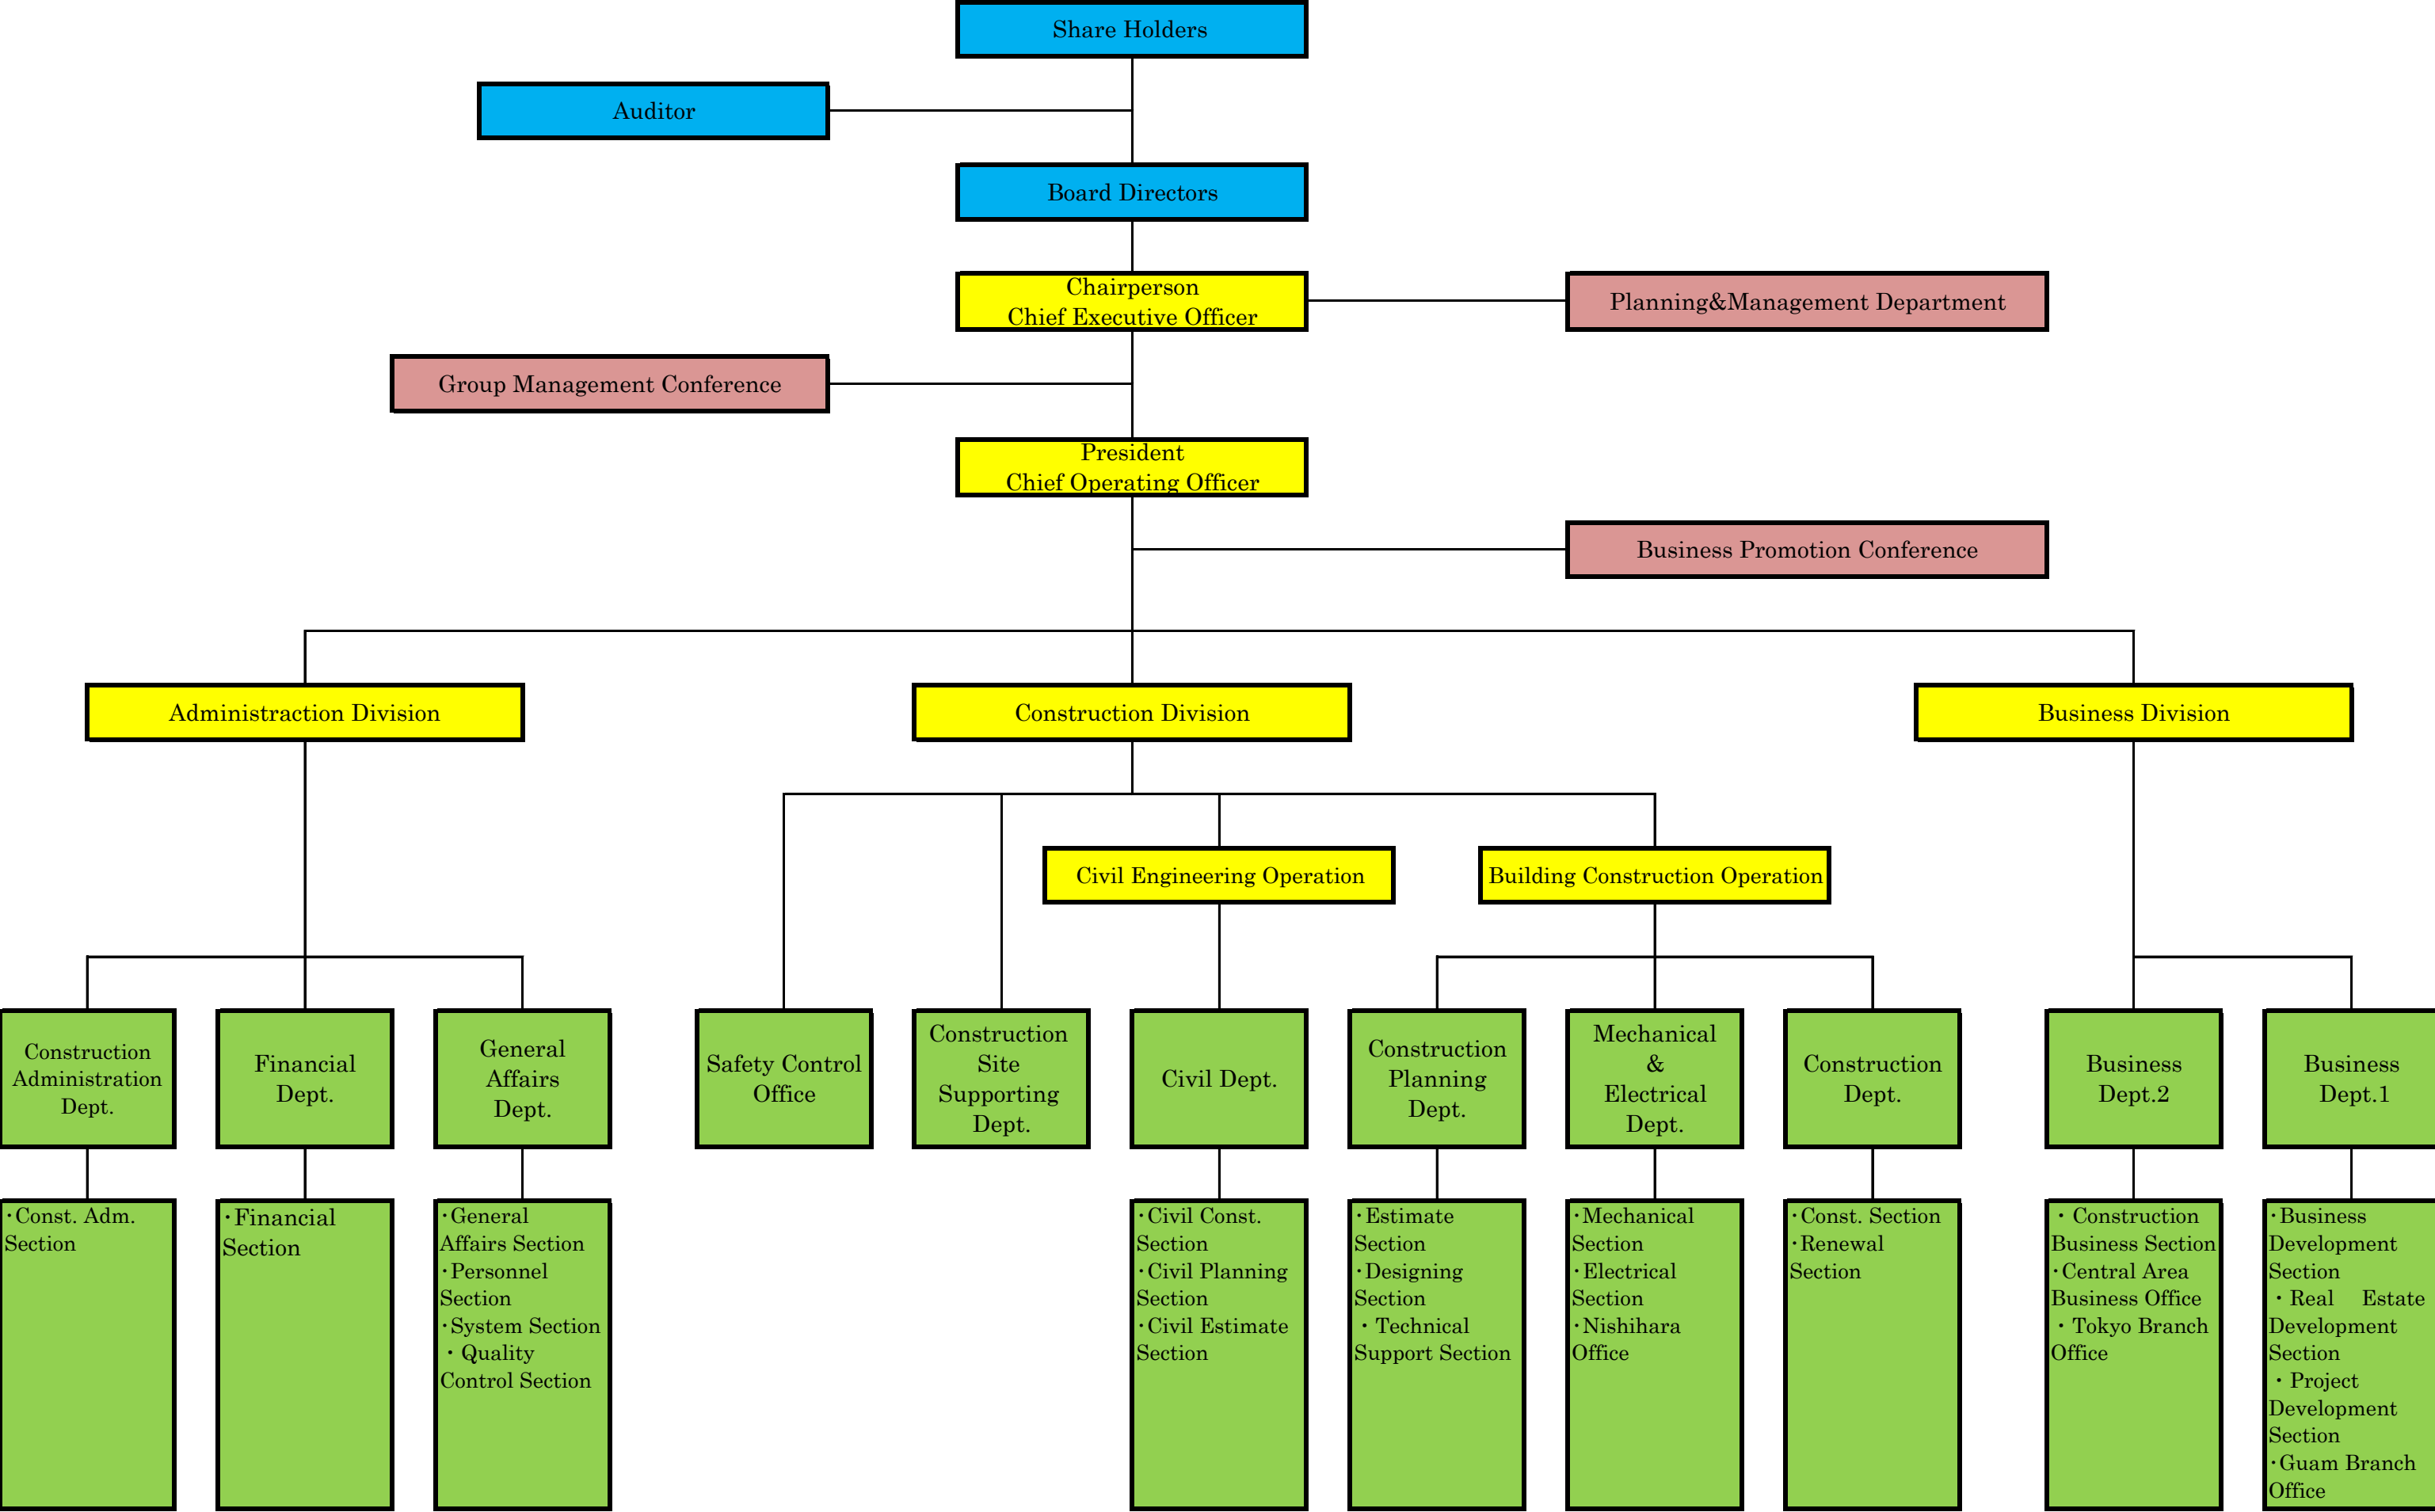 Share Holders
Auditor
Board Directors
Chairperson
Chief Executive Officer
Planning&Management Department
Group Management Conference
President
Chief Operating Officer
Business Promotion Conference
Administraction Division
Construction Division
Business Division
Civil Engineering Operation
Building Construction Operation
Construction
Administration
Dept.
Financial
Dept.
General
Affairs
Dept.
Safety Control
Office
Construction
Site
Supporting
Dept.
Civil Dept.
Construction
Planning
Dept.
Mechanical
&
Electrical
Dept.
Construction
Dept.
Business
Dept.2
Business
Dept.1
・Const. Adm.
Section
・Financial
Section
・General
Affairs Section
・Personnel
Section
・System Section
・Quality
Control Section
・Civil Const.
Section
・Civil Planning
Section
・Civil Estimate
Section
・Estimate
Section
・Designing
Section
・Technical
Support Section
・Mechanical
Section
・Electrical
Section
・Nishihara
Office
・Const. Section
・Renewal
Section
・Construction
Business Section
・Central Area
Business Office
・Tokyo Branch
Office
・Business
Development
Section
・Real Estate
Development
Section
・Project
Development
Section
・Guam Branch
Office